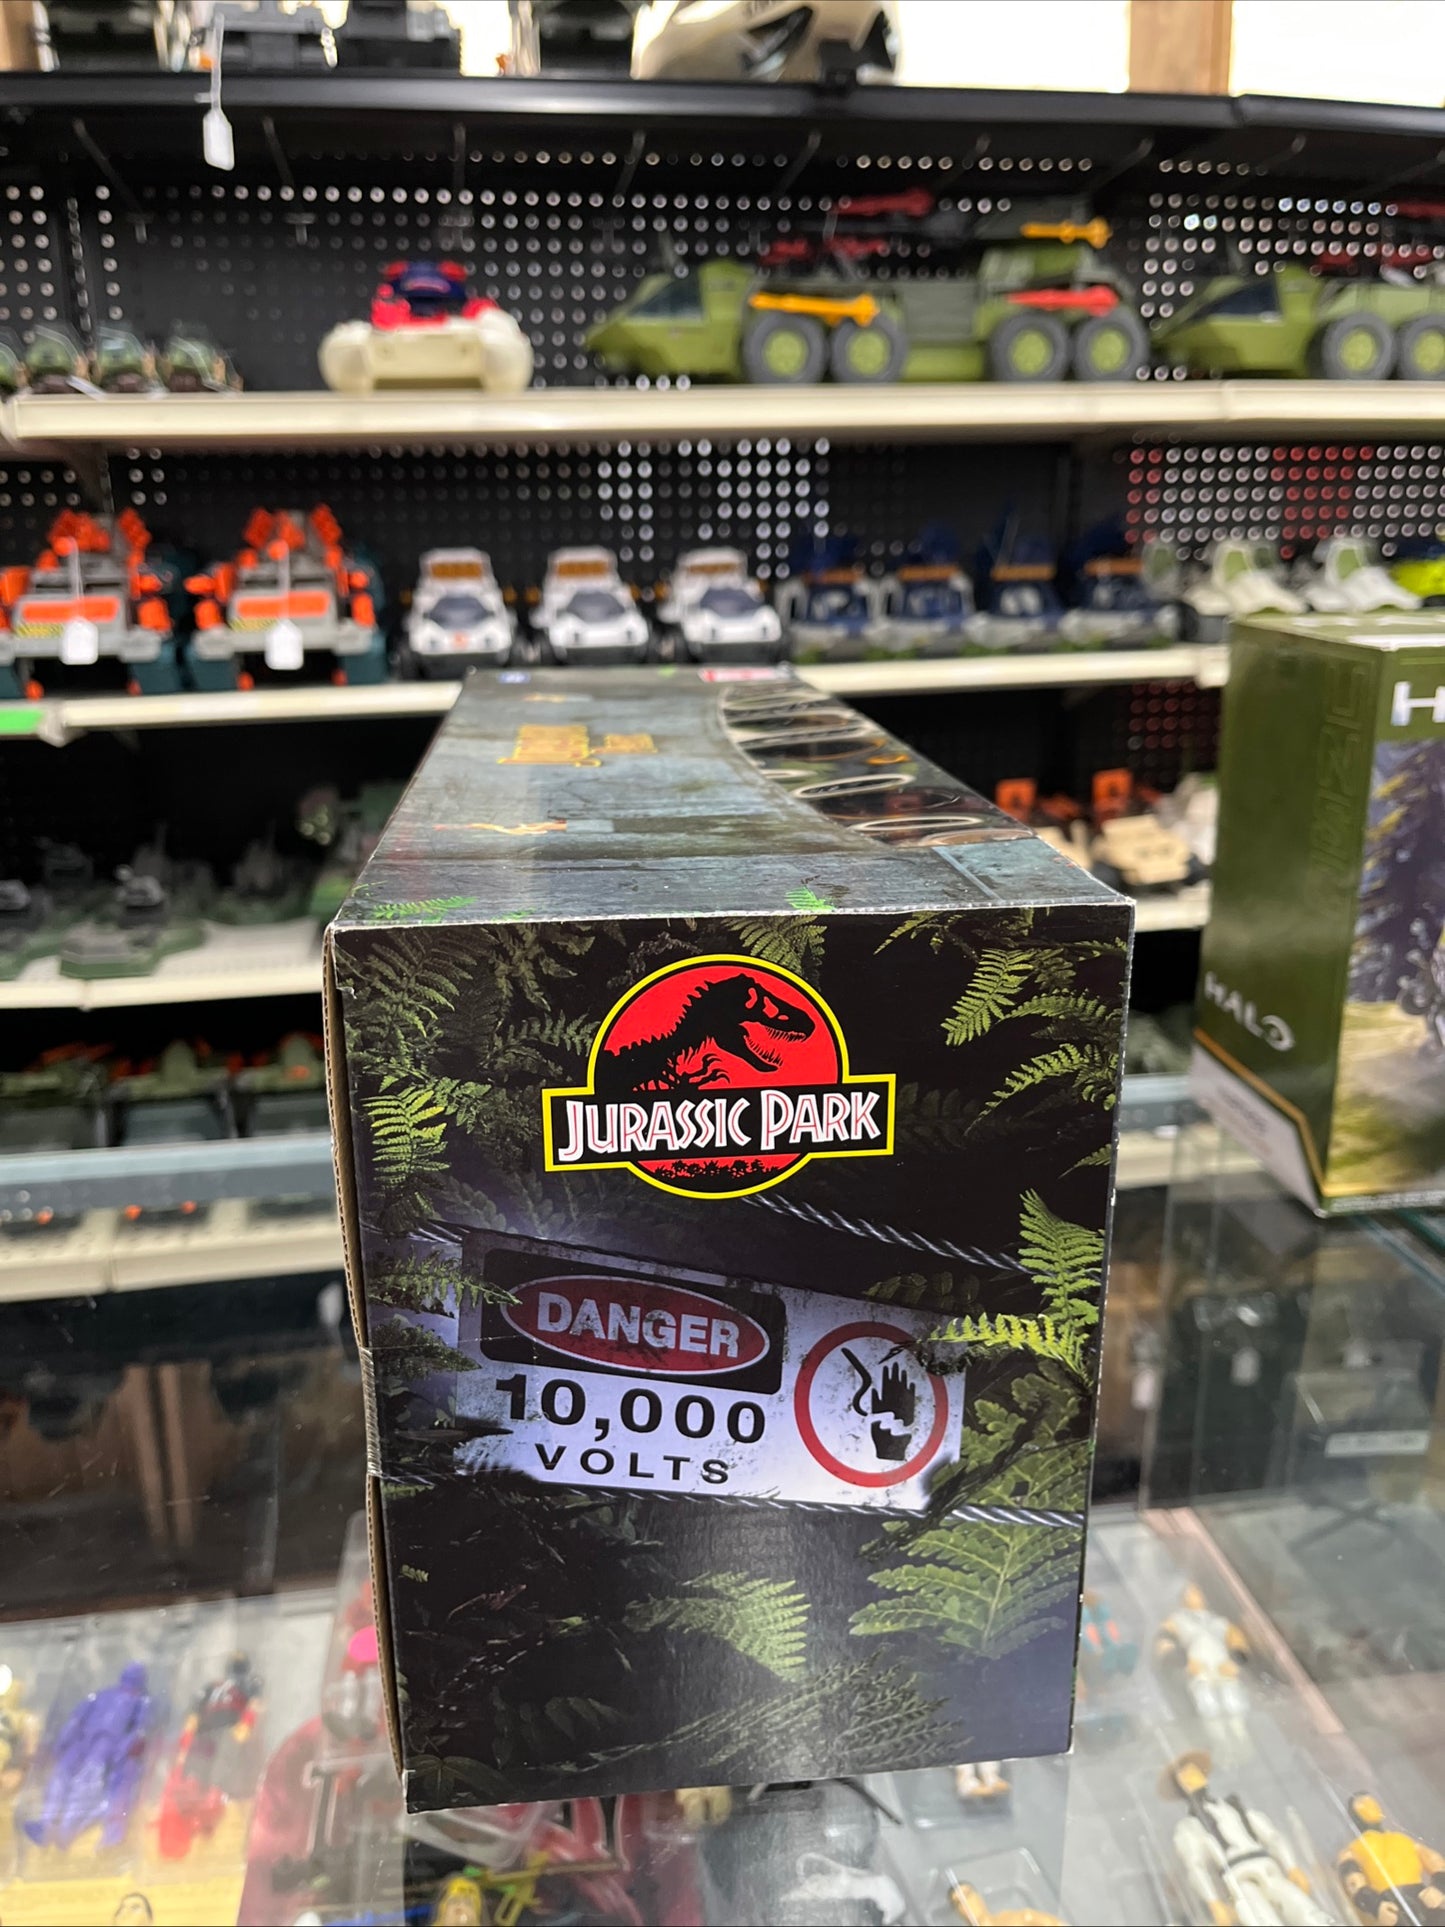 JURASSIC PARK
DANGER
10,000
VOLTS
HALO
H